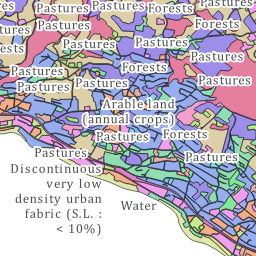 Pastures
Forests
Pastures
Forests
Forests
Pastures
Pastures
Pastures
Pastures
Forests
Pastures
Pastures
Pastures
Pastures
Arable land
(annual crops)
Pastures
Forests
Pastures
Pastures
Discontinuous
very low
density urban
fabric (S.L. :
< 10%)
Water